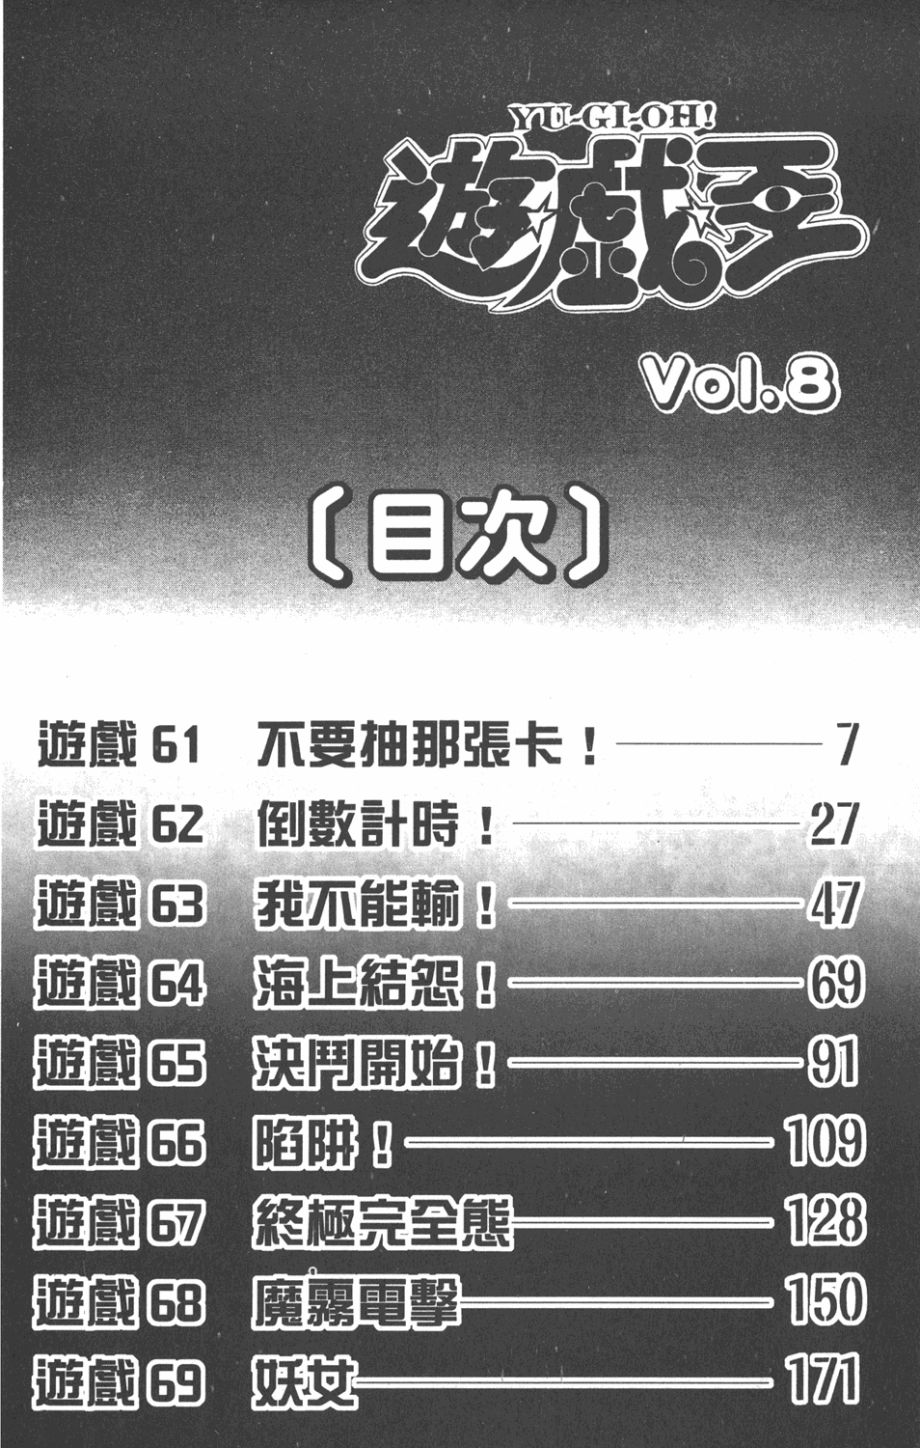 YU-GI-OH!
遊戲王
Vol.8
〔目次〕
遊戲 61 不要抽那張卡！ 7
遊戲 62 倒數計時！ 27
遊戲 63 我不能輸！ 47
遊戲 64 海上結怨！ 69
遊戲 65 決鬥開始！ 91
遊戲 66 陷阱！ 109
遊戲 67 終極完全態 128
遊戲 68 魔霧電擊 150
遊戲 69 妖女 171